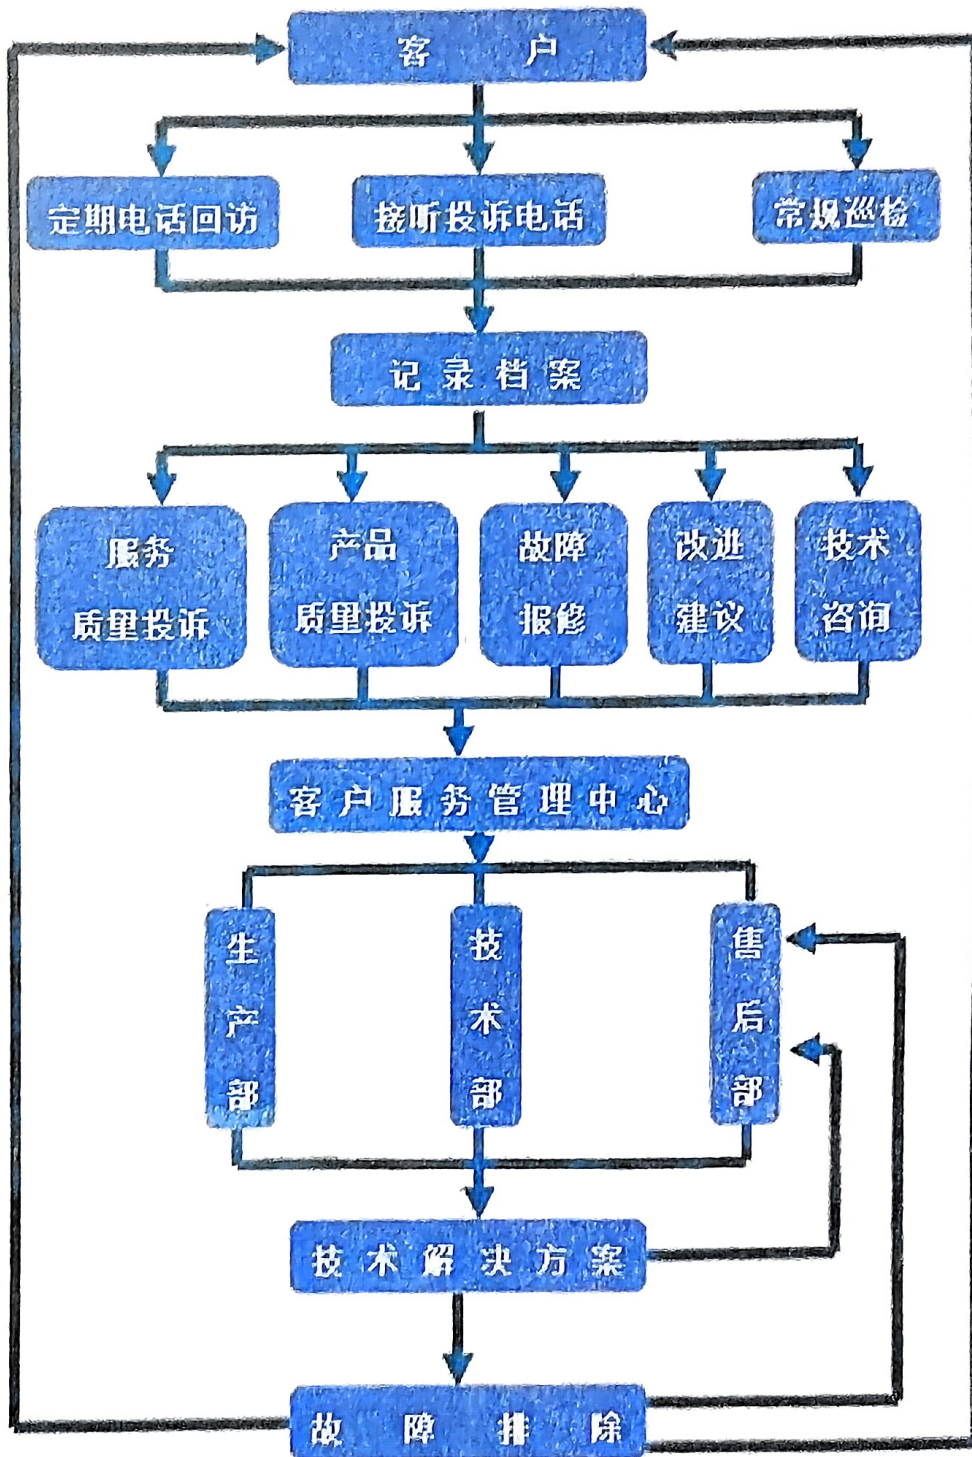 客户
定期电话回访
接听投诉电话
常规巡检
记录档案
服务
质量投诉
产品
质量投诉
故障
报修
改进
建议
技术
咨询
客户服务管理中心
生产部
技术部
售后部
技术解决方案
故障排除